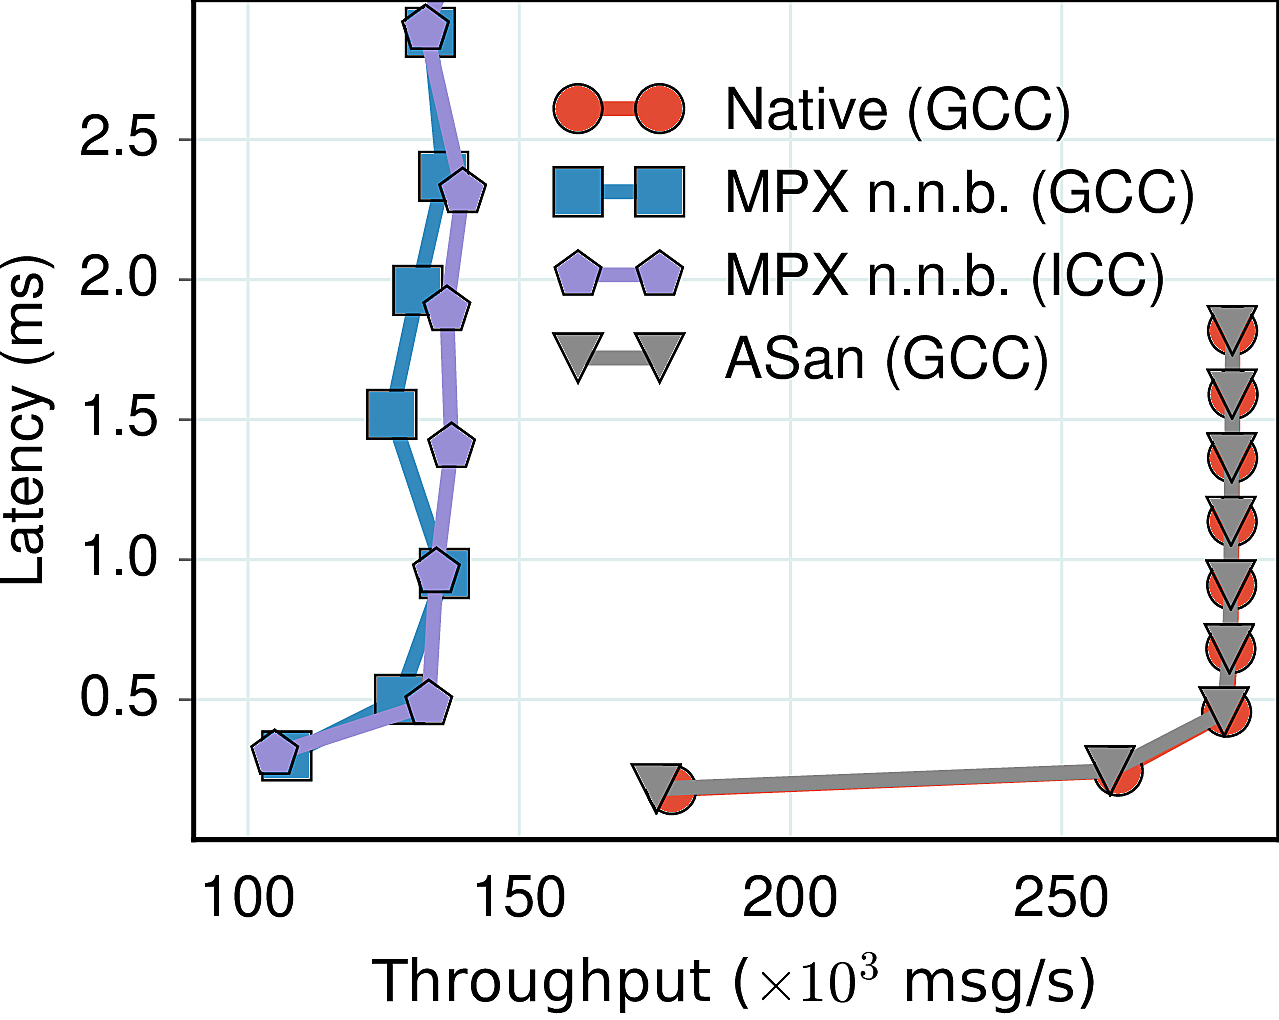 2.5
2.0
1.5
1.0
0.5
Latency (ms)
Native (GCC)
MPX n.n.b. (GCC)
MPX n.n.b. (ICC)
ASan (GCC)
100 150 200 250
Throughput (×10³ msg/s)